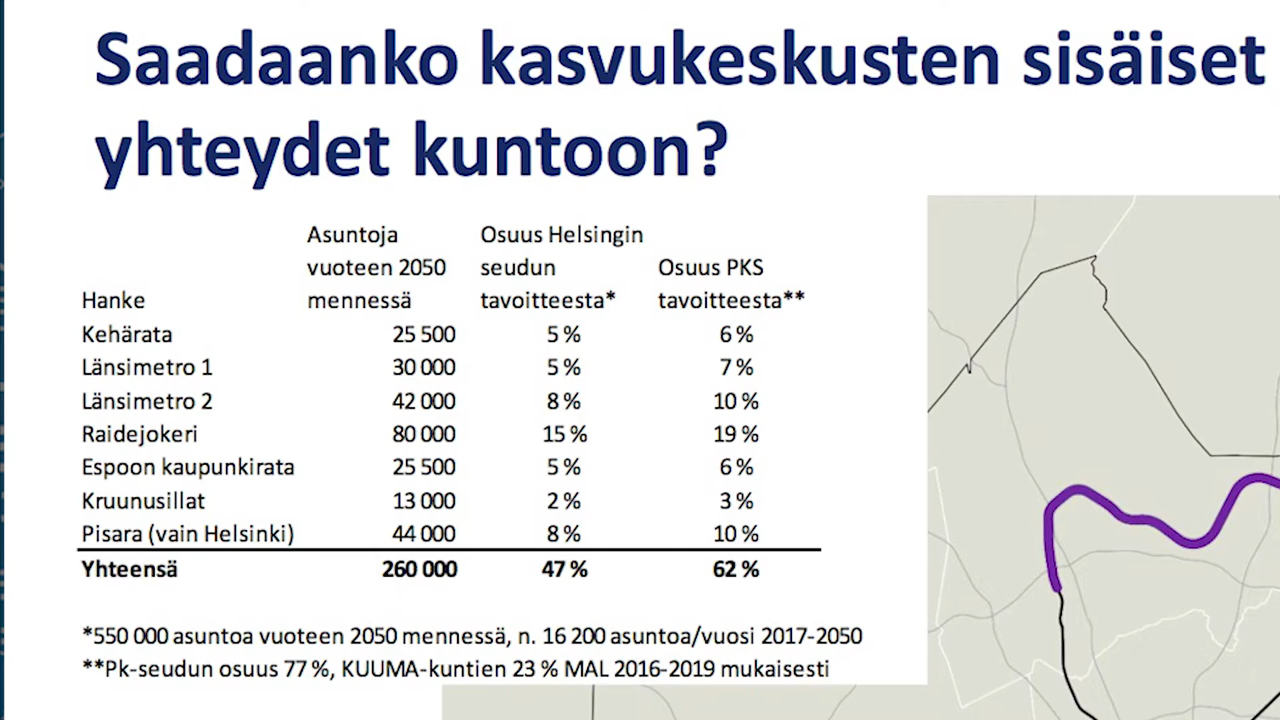 Saadaanko kasvukeskusten sisäiset
yhteydet kuntoon?
Hanke Asuntoja vuoteen 2050 mennessä Osuus Helsingin seudun tavoitteesta* Osuus PKS tavoitteesta**
Kehärata 25 500 5 % 6 %
Länsimetro 1 30 000 5 % 7 %
Länsimetro 2 42 000 8 % 10 %
Raidejokeri 80 000 15 % 19 %
Espoon kaupunkirata 25 500 5 % 6 %
Kruunusillat 13 000 2 % 3 %
Pisara (vain Helsinki) 44 000 8 % 10 %
Yhteensä 260 000 47 % 62 %
*550 000 asuntoa vuoteen 2050 mennessä, n. 16 200 asuntoa/vuosi 2017-2050
**Pk-seudun osuus 77 %, KUUMA-kuntien 23 % MAL 2016-2019 mukaisesti